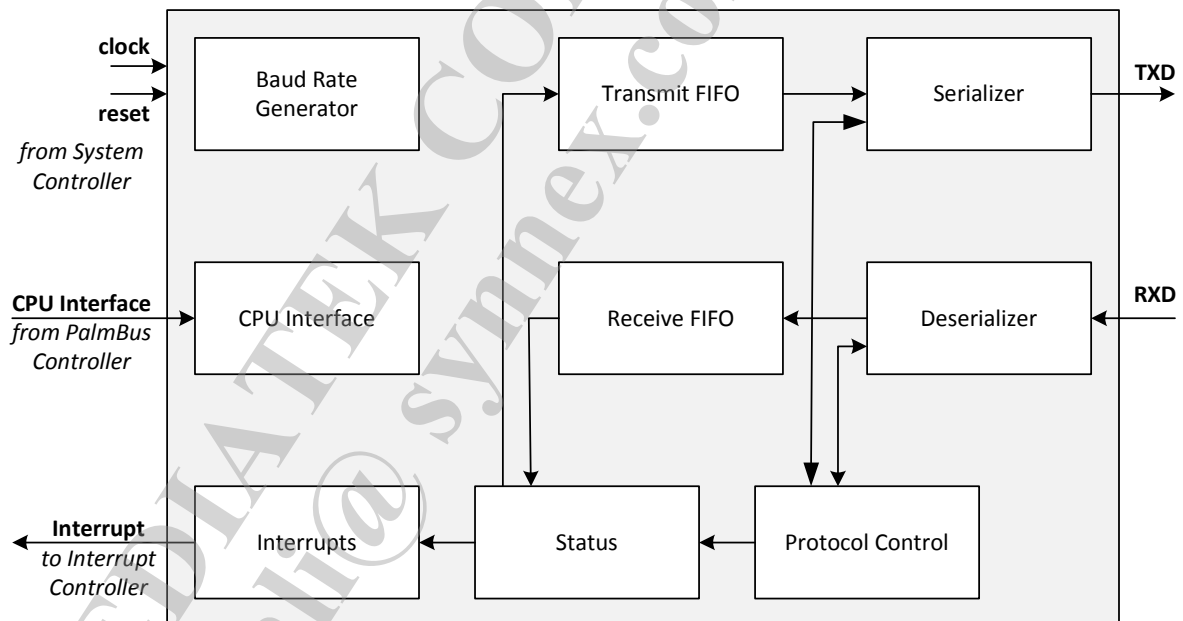 clock
reset
from System
Controller
Baud Rate
Generator
Transmit FIFO
Serializer
TXD
CPU Interface
from PalmBus
Controller
CPU Interface
Receive FIFO
Deserializer
RXD
Interrupt
to Interrupt
Controller
Interrupts
Status
Protocol Control